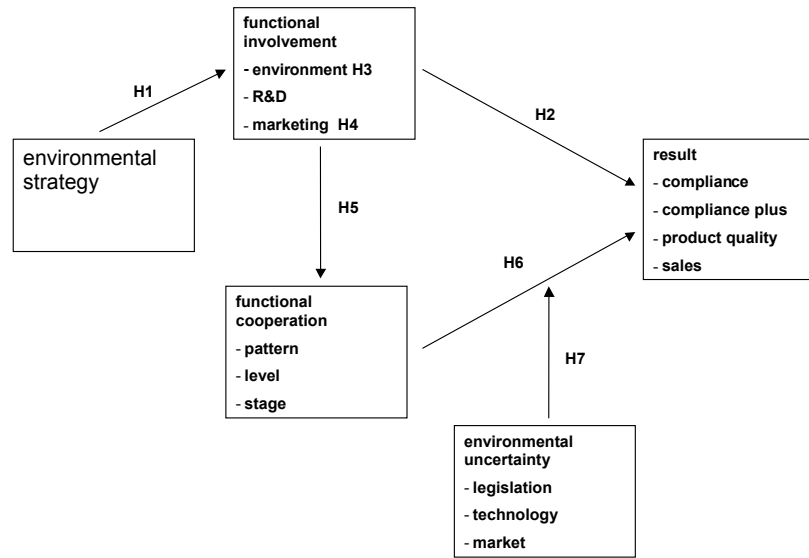 functional
involvement
- environment H3
- R&D
- marketing H4
H1
H2
environmental
strategy
result
- compliance
- compliance plus
- product quality
- sales
H5
H6
functional
cooperation
- pattern
- level
- stage
H7
environmental
uncertainty
- legislation
- technology
- market